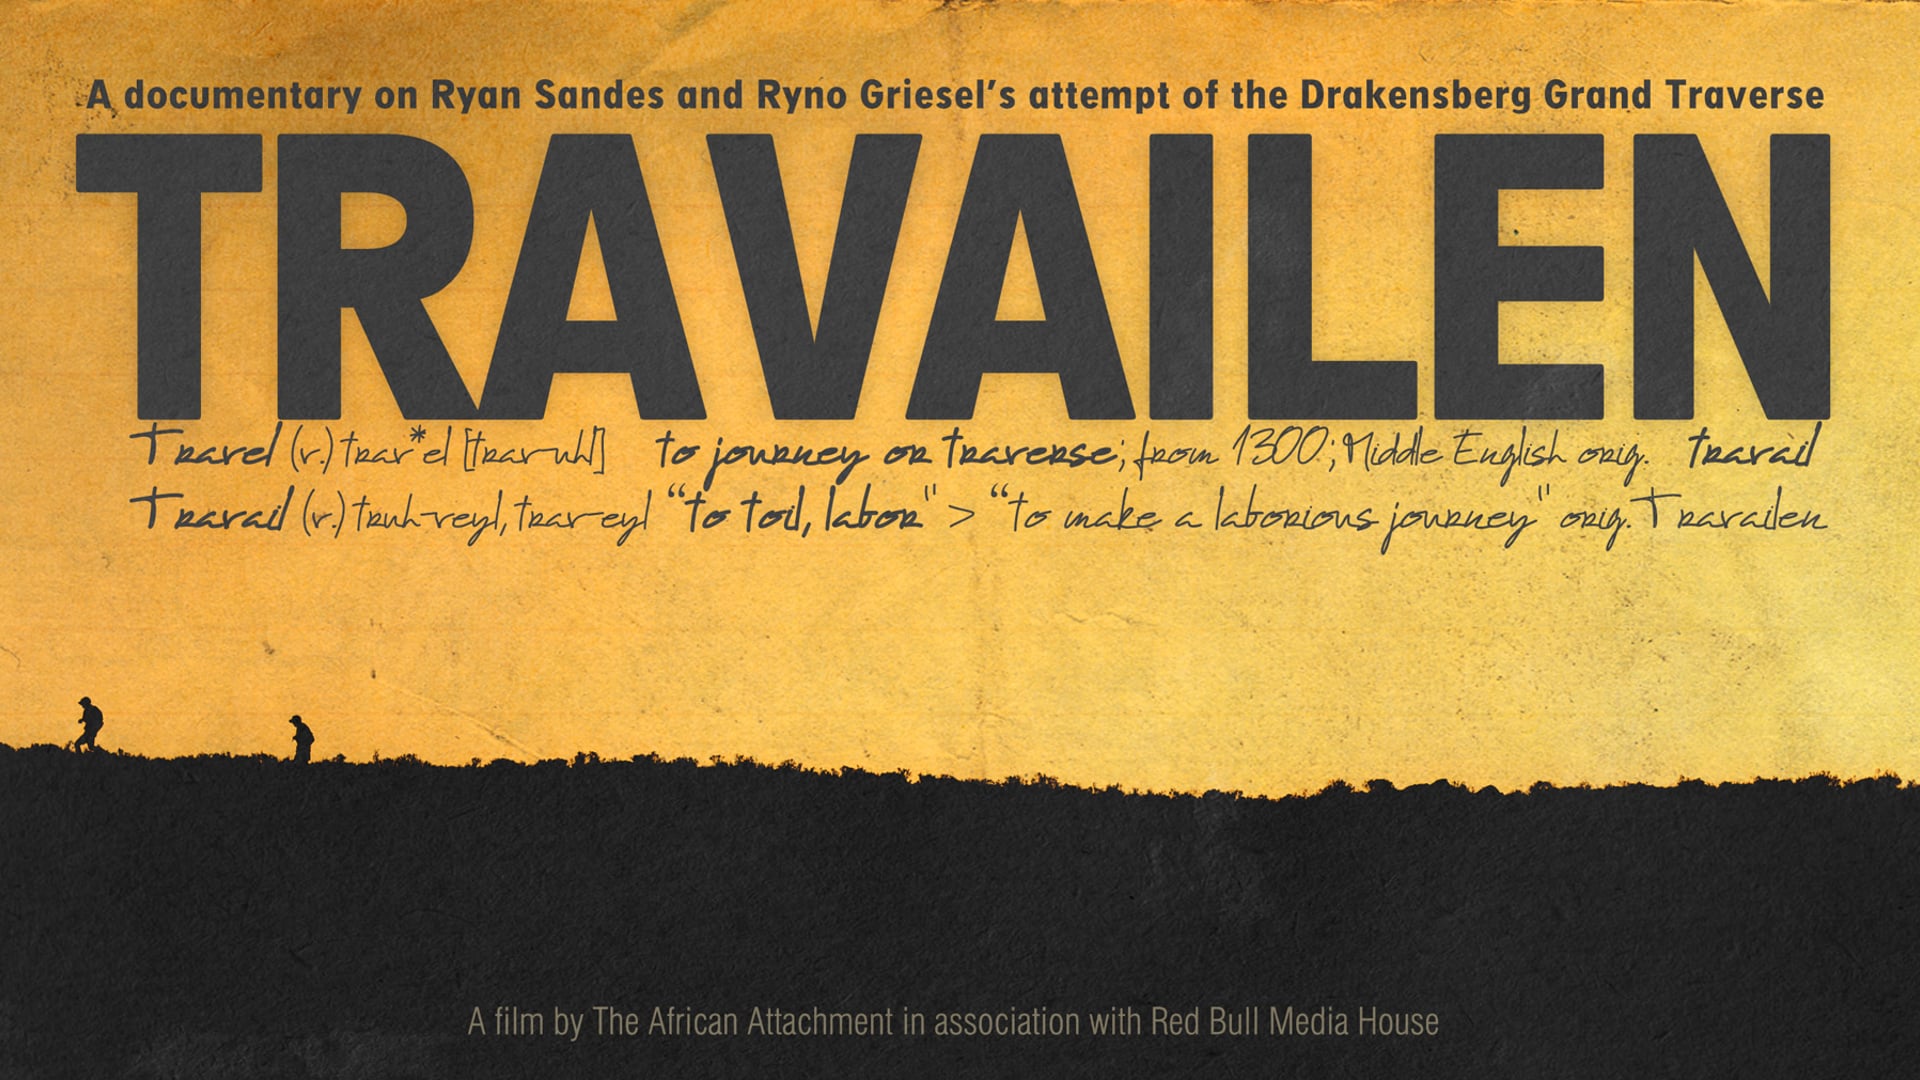 A documentary on Ryan Sandes and Ryno Griesel's attempt of the Drakensberg Grand Traverse
TRAVAILEN
Travel (v.) trav*el [trav-uhl] to journey or traverse; from 1300; Middle English orig. travail
Travail (v.) truh-veyl, trav-eyl “to toil, labor" > “to make a laborious journey" orig. Travailen
A film by The African Attachment in association with Red Bull Media House